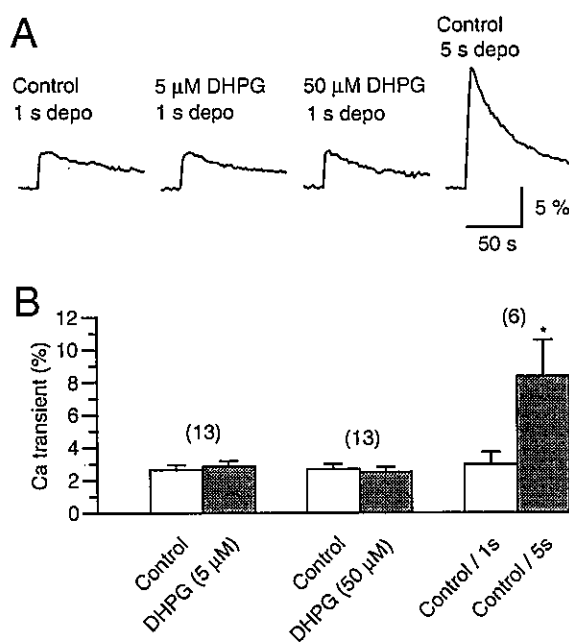 A
Control
1 s depo
5 μM DHPG
1 s depo
50 μM DHPG
1 s depo
Control
5 s depo
5 %
50 s
B
Ca transient (%)
12
10
8
6
4
2
0
(13)
(13)
(6)
*
Control
DHPG (5 μM)
Control
DHPG (50 μM)
Control / 1s
Control / 5s